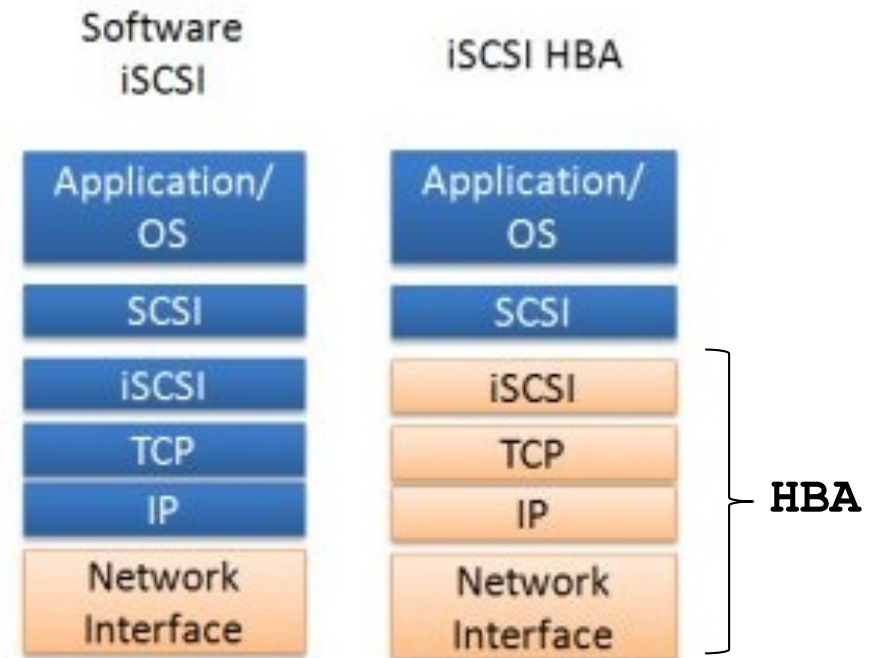 Software
iSCSI
Application/
OS
SCSI
iSCSI
TCP
IP
Network
Interface
iSCSI HBA
Application/
OS
SCSI
iSCSI
TCP
IP
Network
Interface
HBA